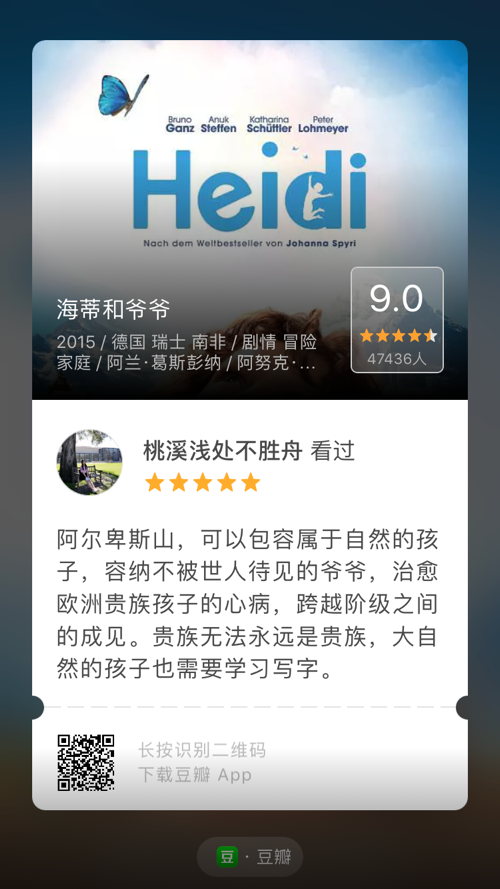 Bruno Anuk Katharina Peter
Ganz Steffen Schüttler Lohmeyer
Heidi
Nach dem Weltbestseller von Johanna Spyri
海蒂和爷爷
2015 / 德国 瑞士 南非 / 剧情 冒险
家庭 / 阿兰·葛斯彭纳 / 阿努克·...
9.0
47436人
桃溪浅处不胜舟 看过
阿尔卑斯山，可以包容属于自然的孩
子，容纳不被世人待见的爷爷，治愈
欧洲贵族孩子的心病，跨越阶级之间
的成见。贵族无法永远是贵族，大自
然的孩子也需要学习写字。
长按识别二维码
下载豆瓣 App
豆 · 豆瓣